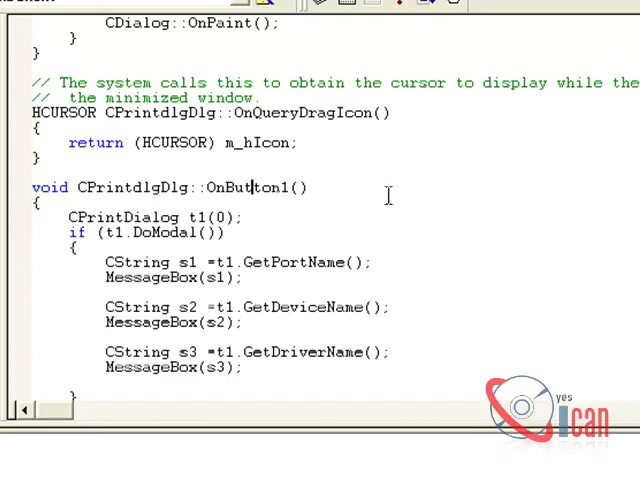 CDialog::OnPaint();
}
}
// The system calls this to obtain the cursor to display while the
//  the minimized window.
HCURSOR CPrintdlgDlg::OnQueryDragIcon()
{
return (HCURSOR) m_hIcon;
}
void CPrintdlgDlg::OnButton1()
{
CPrintDialog t1(0);
if (t1.DoModal())
{
CString s1 =t1.GetPortName();
MessageBox(s1);
CString s2 =t1.GetDeviceName();
MessageBox(s2);
CString s3 =t1.GetDriverName();
MessageBox(s3);
}
yes
Ican